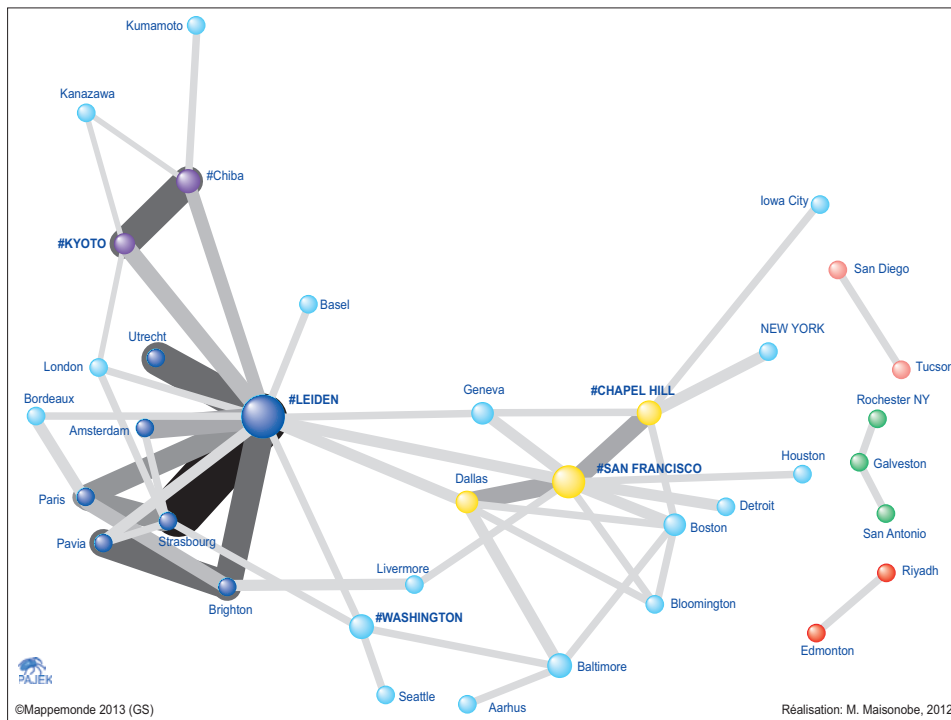 Kumamoto
Kanazawa
#Chiba
Iowa City
#KYOTO
San Diego
Basel
Utrecht
NEW YORK
London
Tucson
Geneva
#CHAPEL HILL
#LEIDEN
Bordeaux
Rochester NY
Amsterdam
Houston
Galveston
#SAN FRANCISCO
Dallas
Paris
Detroit
Boston
San Antonio
Pavia
Strasbourg
Livermore
Riyadh
Bloomington
Brighton
#WASHINGTON
Edmonton
Baltimore
PAJEK
Seattle
Aarhus
©Mappemonde 2013 (GS)
Réalisation: M. Maisonobe, 2012